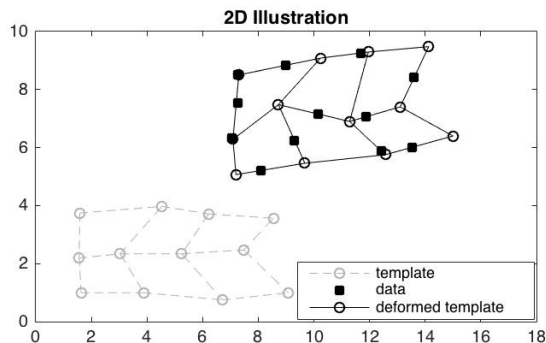 2D Illustration
10
8
6
4
2
0
0 2 4 6 8 10 12 14 16 18
template
data
deformed template